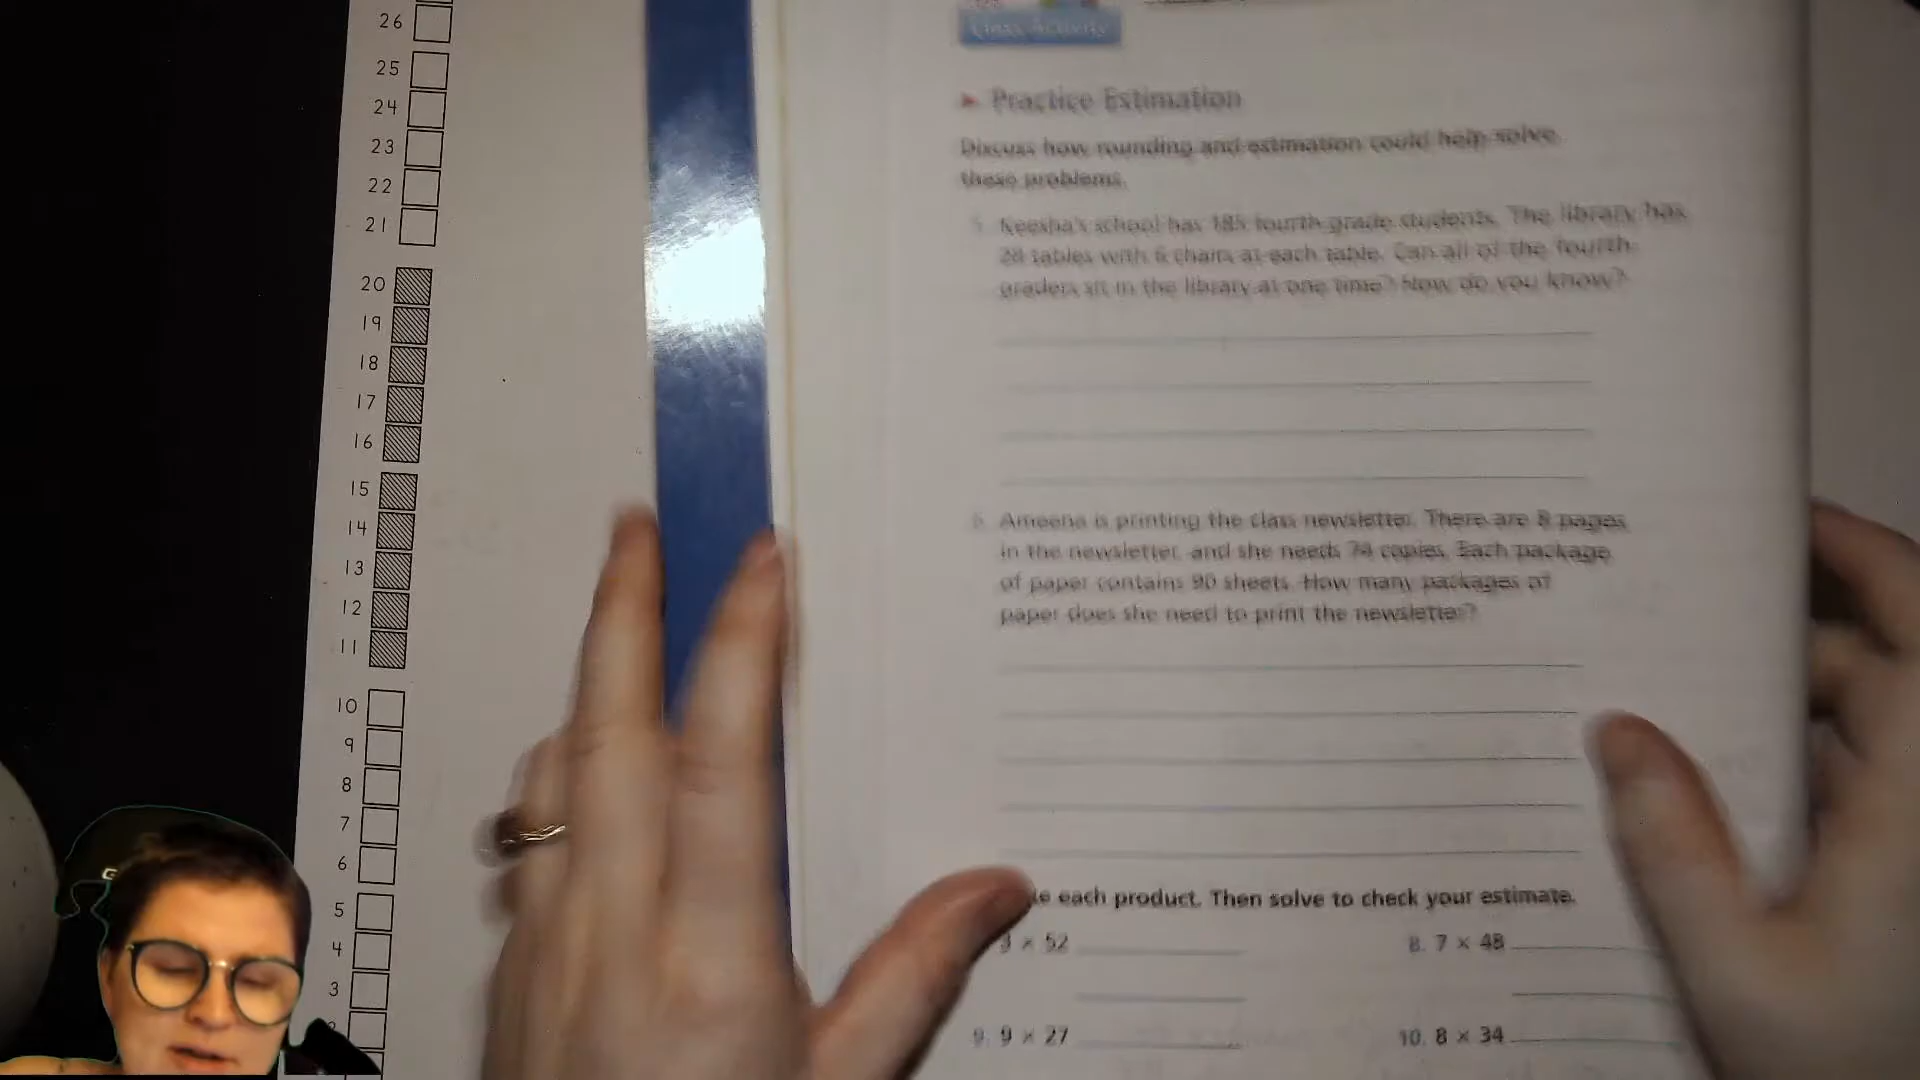 26
25
24
23
22
21
20
19
18
17
16
15
14
13
12
11
10
9
8
7
6
5
4
3
2
Class Activity
Practice Estimation
Discuss how rounding and estimation could help solve
these problems.
5. Keesha's school has 185 fourth-grade students. The library has
28 tables with 6 chairs at each table. Can all of the fourth
graders sit in the library at one time? How do you know?
6. Ameena is printing the class newsletter. There are 8 pages
in the newsletter, and she needs 74 copies. Each package
of paper contains 90 sheets. How many packages of
paper does she need to print the newsletter?
each product. Then solve to check your estimate.
× 52
8. 7 × 48
9. 9 × 27
10. 8 × 34